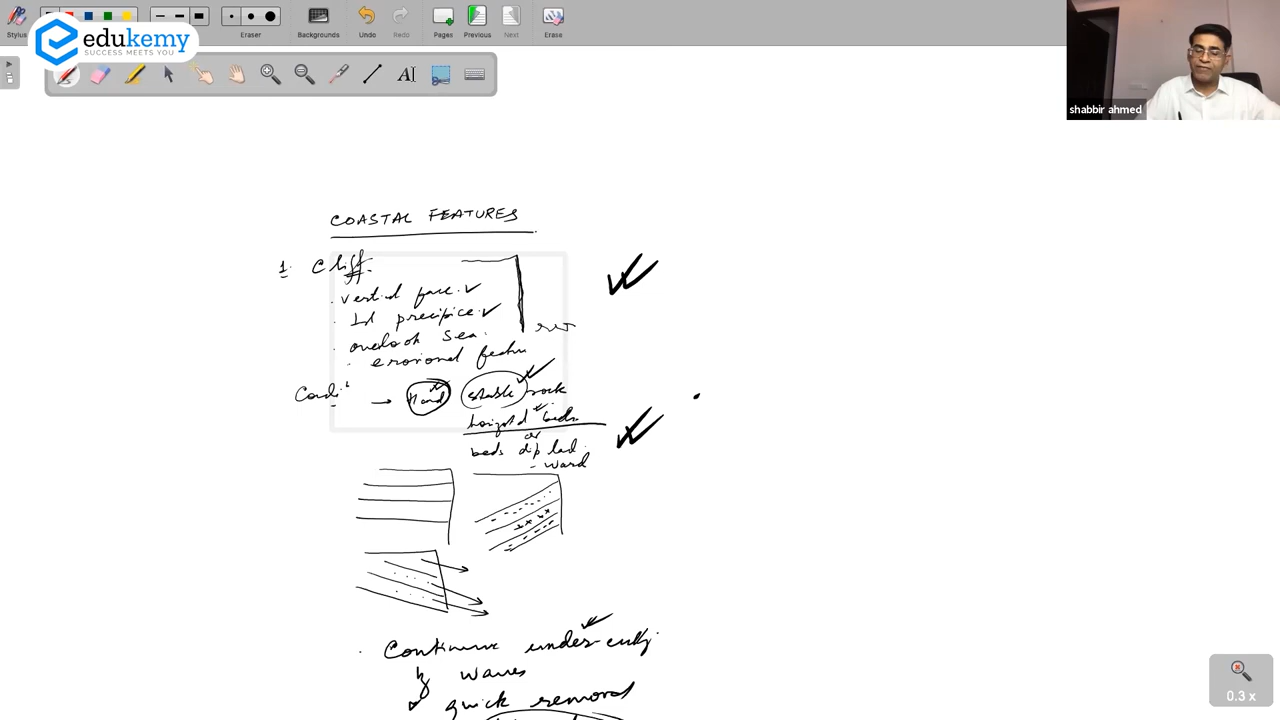 Stylus
Eraser
Backgrounds
Undo
Redo
Pages
Previous
Next
Erase
edukemy
SUCCESS MEETS YOU
shabbir ahmed
COASTAL FEATURES
1. Cliff
. vertical face
precipice
. overlook Sea.
. erosional
→ Hard stable rock
beds
or
beds dip land
- ward
. Continuous under-cutting
by waves
quick removal
0.3 x